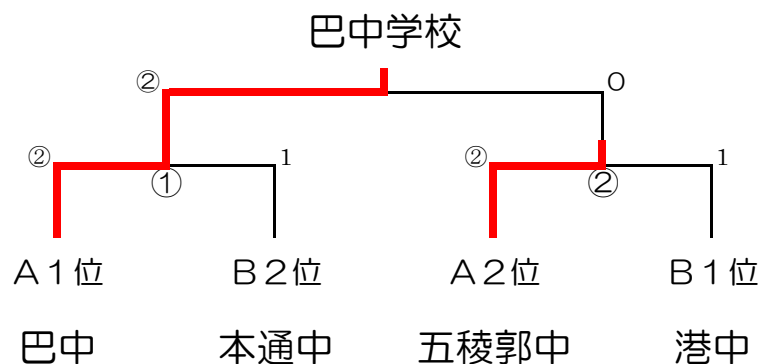 巴中学校
② 0
② 1 ② 1
① ②
A1位 B2位 A2位 B1位
巴中 本通中 五稜郭中 港中